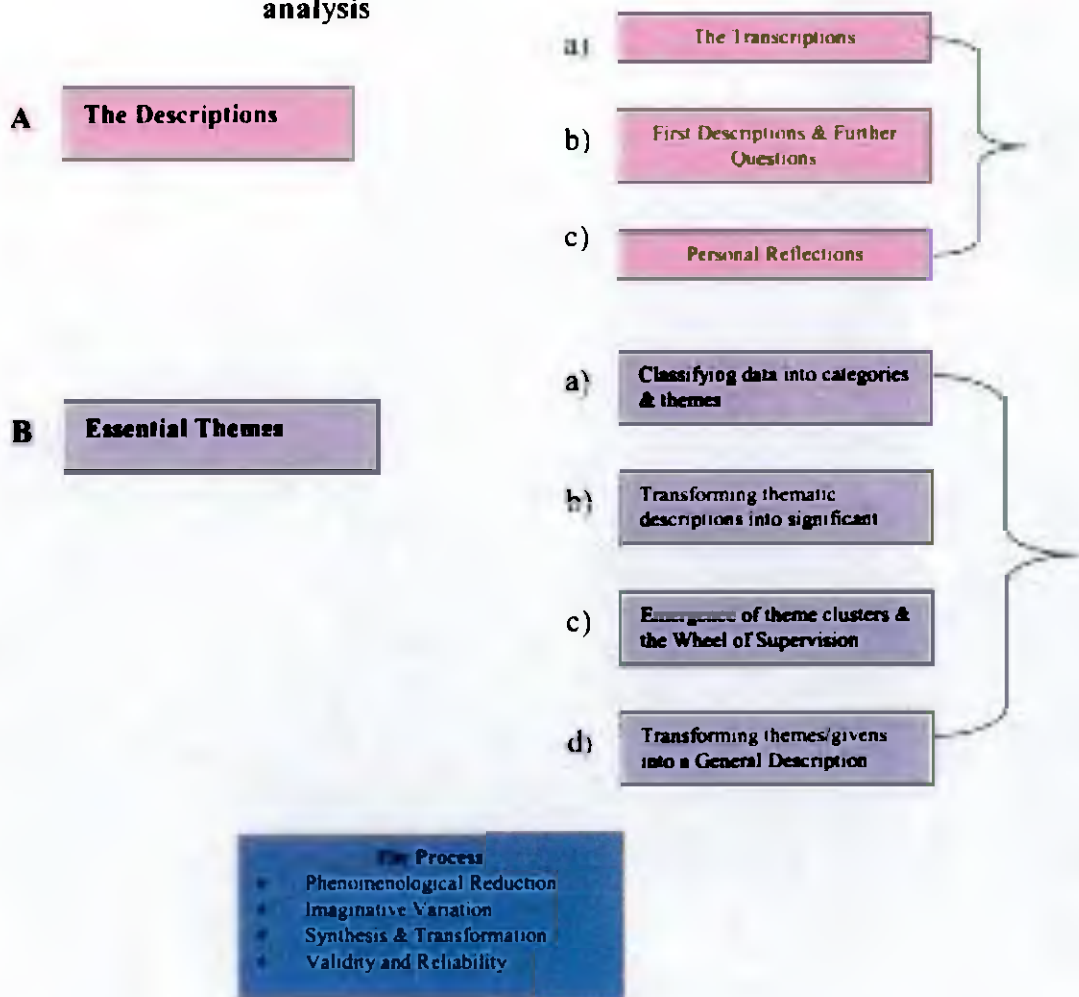 analysis
A
The Descriptions
a)
The Transcriptions
b)
First Descriptions & Further
Questions
c)
Personal Reflections
B
Essential Themes
a)
Classifying data into categories
& themes
b)
Transforming thematic
descriptions into significant
c)
Emergence of theme clusters &
the Wheel of Supervision
d)
Transforming themes/givens
into a General Description
The Process
• Phenomenological Reduction
• Imaginative Variation
• Synthesis & Transformation
• Validity and Reliability